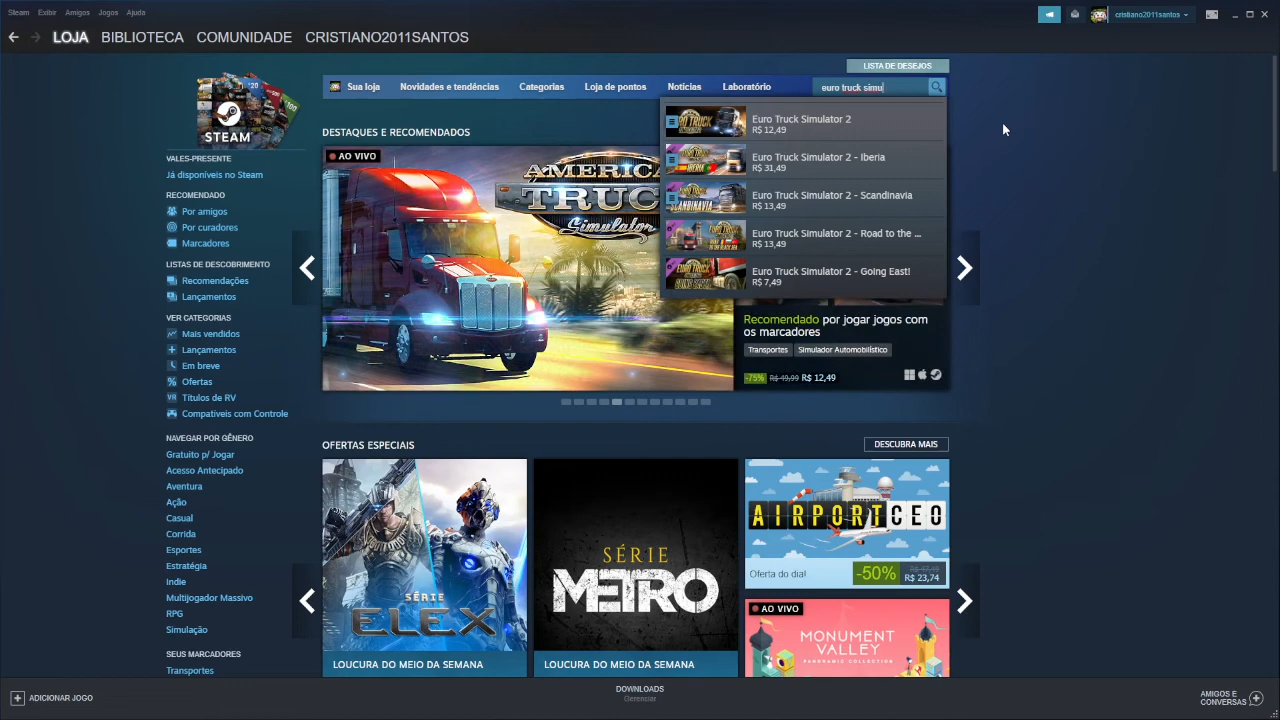 Steam Exibir Amigos Jogos Ajuda
cristiano2011santos
LOJA BIBLIOTECA COMUNIDADE CRISTIANO2011SANTOS
LISTA DE DESEJOS
Sua loja Novidades e tendências Categorias Loja de pontos Notícias Laboratório
euro truck simu
STEAM
Euro Truck Simulator 2
R$ 12,49
Euro Truck Simulator 2 - Iberia
R$ 31,49
Euro Truck Simulator 2 - Scandinavia
R$ 13,49
Euro Truck Simulator 2 - Road to the ...
R$ 13,49
Euro Truck Simulator 2 - Going East!
R$ 7,49
VALES-PRESENTE
Já disponíveis no Steam
RECOMENDADO
Por amigos
Por curadores
Marcadores
LISTAS DE DESCOBRIMENTO
Recomendações
Lançamentos
VER CATEGORIAS
Mais vendidos
Lançamentos
Em breve
Ofertas
Títulos de RV
Compatíveis com Controle
NAVEGAR POR GÊNERO
Gratuito p/ Jogar
Acesso Antecipado
Aventura
Ação
Casual
Corrida
Esportes
Estratégia
Indie
Multijogador Massivo
RPG
Simulação
SEUS MARCADORES
Transportes
DESTAQUES E RECOMENDADOS
AO VIVO
AMERICA
TRUC
Simulator
Recomendado por jogar jogos com
os marcadores
Transportes Simulador Automobilístico
-75% R$ 49,99 R$ 12,49
OFERTAS ESPECIAIS
DESCUBRA MAIS
SÉRIE
ELEX
LOUCURA DO MEIO DA SEMANA
SÉRIE
METRO
LOUCURA DO MEIO DA SEMANA
AIRPORTCEO
Oferta do dia!
-50% R$ 47,49
R$ 23,74
AO VIVO
MONUMENT
VALLEY
PANORAMIC COLLECTION
ADICIONAR JOGO
DOWNLOADS
Gerenciar
AMIGOS E
CONVERSAS